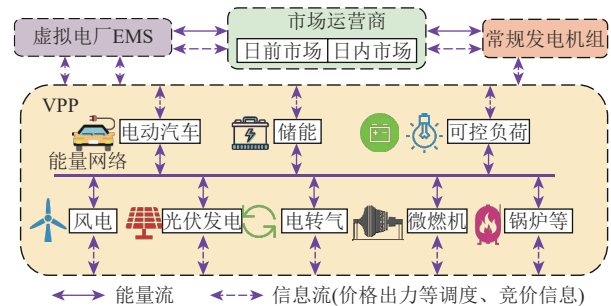 虚拟电厂EMS
市场运营商
日前市场 日内市场
常规发电机组
VPP
电动汽车
储能
可控负荷
能量网络
风电
光伏发电
电转气
微燃机
锅炉等
能量流
信息流(价格出力等调度、竞价信息)